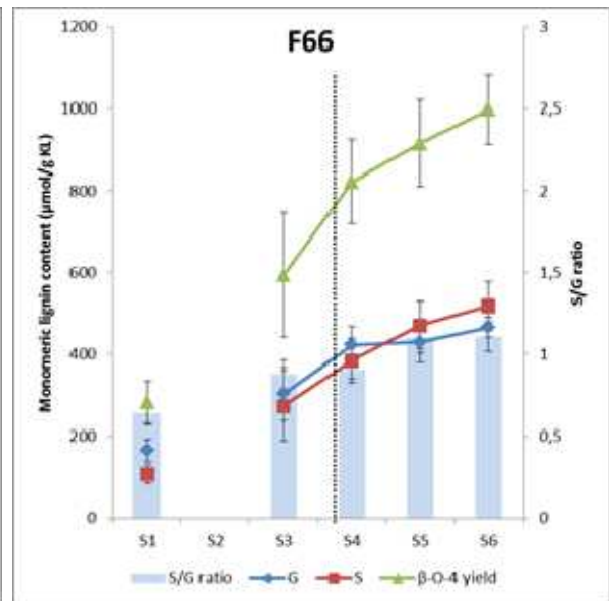 F66
Monormeric lignin content (µmol/g KL)
1200
1000
800
600
400
200
0
3
2,5
2
1,5
1
0,5
0
S/G ratio
S1 S2 S3 S4 S5 S6
S/G ratio G S β-O-4 yield